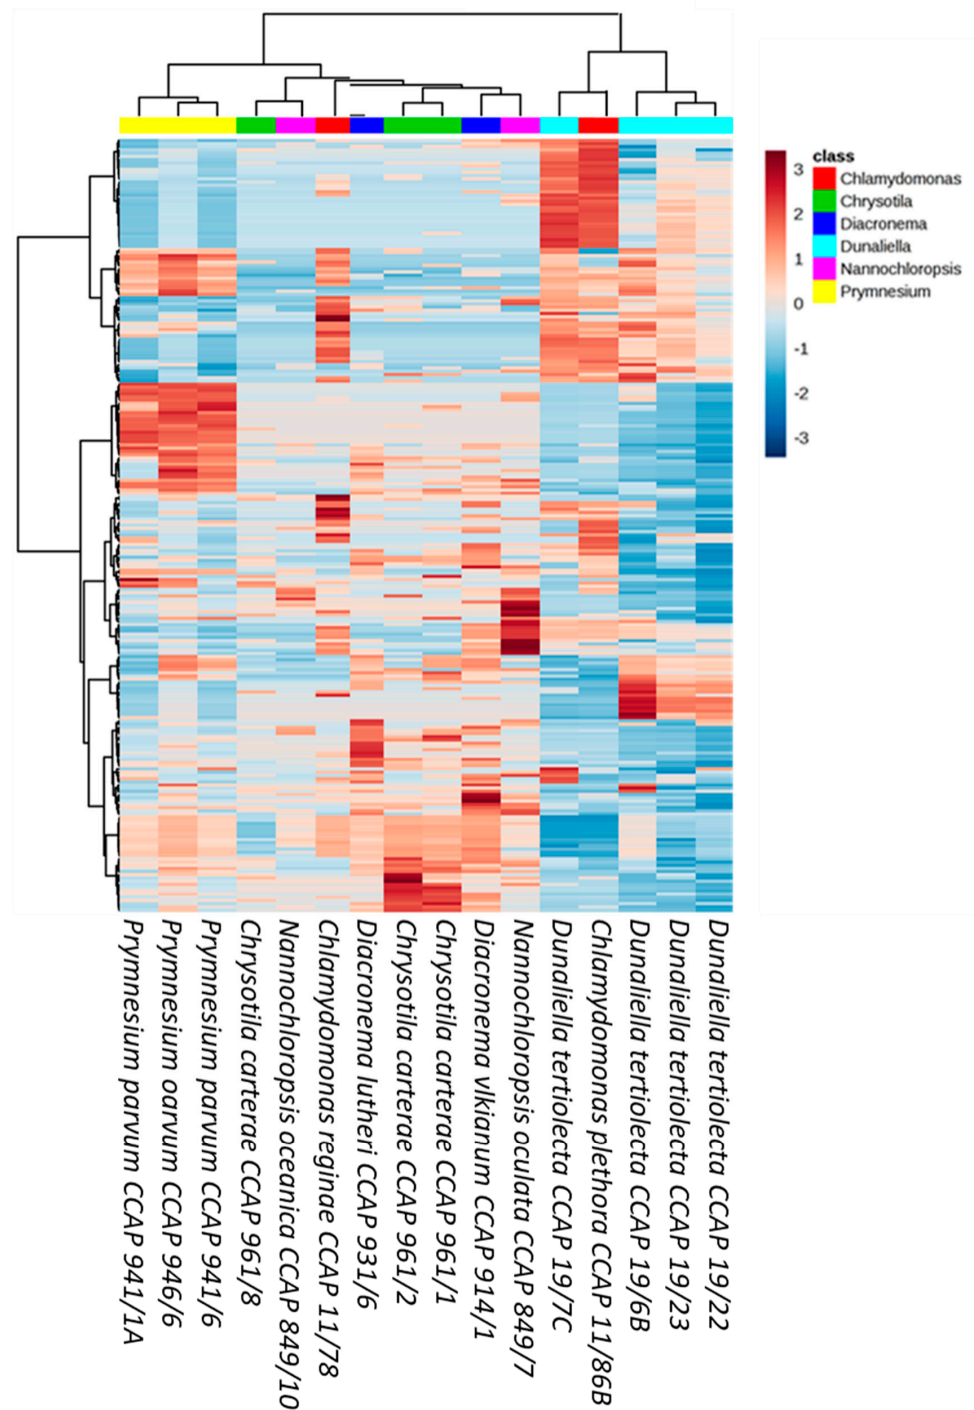 class
Chlamydomonas
Chrysotila
Diacronema
Dunaliella
Nannochloropsis
Prymnesium
3
2
1
0
-1
-2
-3
Prymnesium parvum CCAP 941/1A
Prymnesium oarvum CCAP 946/6
Prymnesium parvum CCAP 941/6
Chrysotila carterae CCAP 961/8
Nannochloropsis oceanica CCAP 849/10
Chlamydomonas reginae CCAP 11/78
Diacronema lutheri CCAP 931/6
Chrysotila carterae CCAP 961/2
Chrysotila carterae CCAP 961/1
Diacronema vlkianum CCAP 914/1
Nannochloropsis oculata CCAP 849/7
Dunaliella tertiolecta CCAP 19/7C
Chlamydomonas plethora CCAP 11/86B
Dunaliella tertiolecta CCAP 19/6B
Dunaliella tertiolecta CCAP 19/23
Dunaliella tertiolecta CCAP 19/22